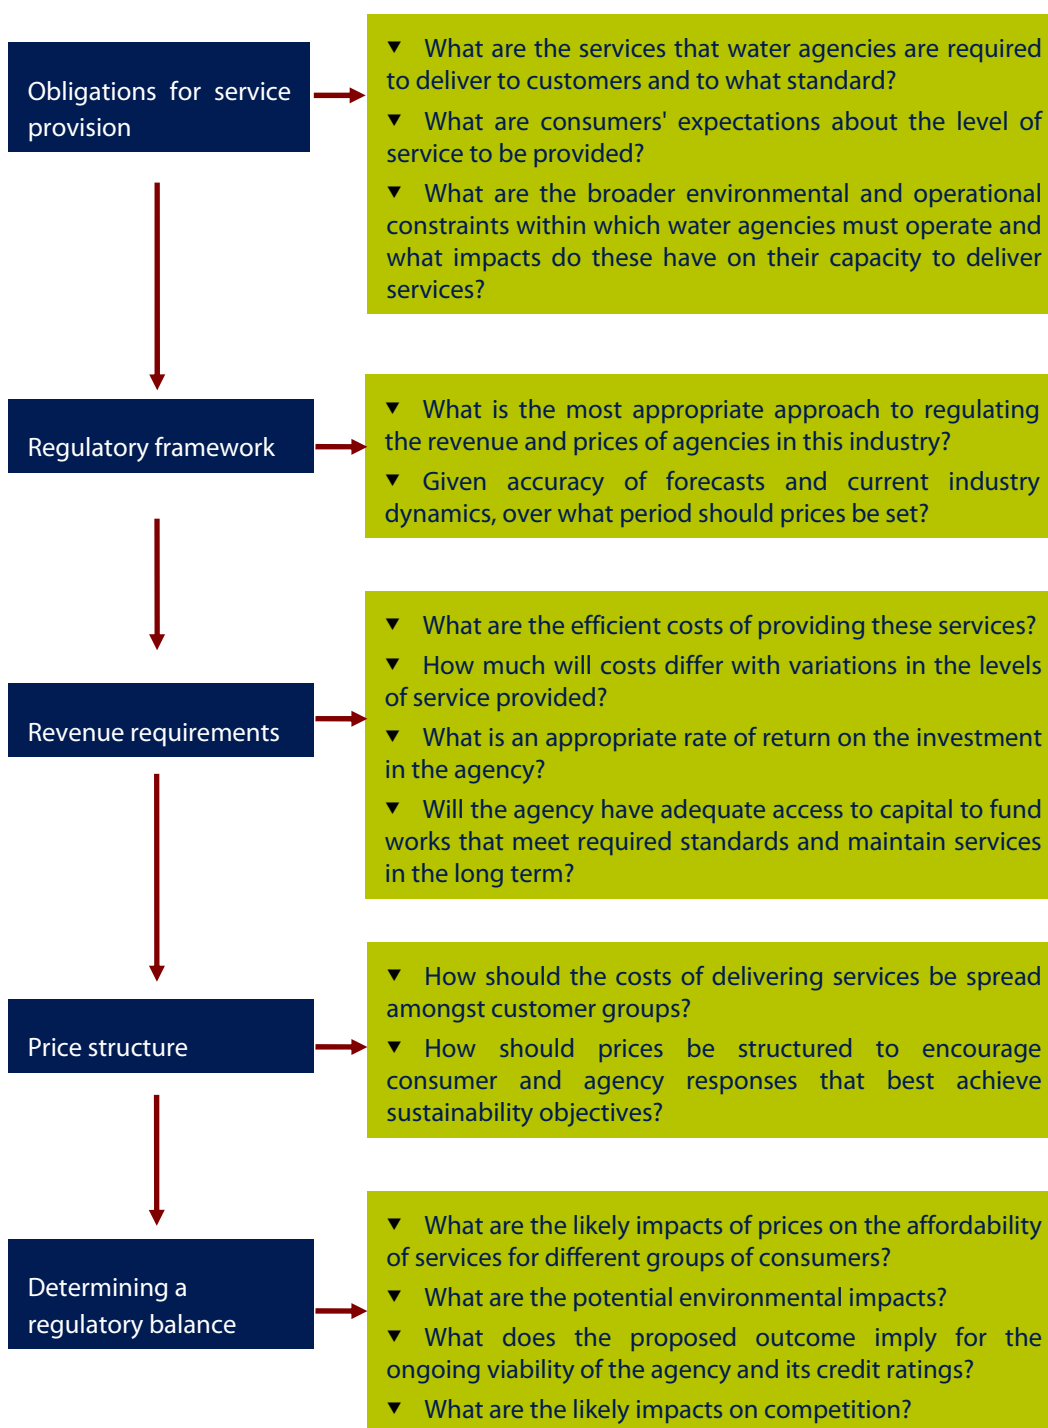 Obligations for service
provision
▼ What are the services that water agencies are required
to deliver to customers and to what standard?
▼ What are consumers' expectations about the level of
service to be provided?
▼ What are the broader environmental and operational
constraints within which water agencies must operate and
what impacts do these have on their capacity to deliver
services?
Regulatory framework
▼ What is the most appropriate approach to regulating
the revenue and prices of agencies in this industry?
▼ Given accuracy of forecasts and current industry
dynamics, over what period should prices be set?
Revenue requirements
▼ What are the efficient costs of providing these services?
▼ How much will costs differ with variations in the levels
of service provided?
▼ What is an appropriate rate of return on the investment
in the agency?
▼ Will the agency have adequate access to capital to fund
works that meet required standards and maintain services
in the long term?
Price structure
▼ How should the costs of delivering services be spread
amongst customer groups?
▼ How should prices be structured to encourage
consumer and agency responses that best achieve
sustainability objectives?
Determining a
regulatory balance
▼ What are the likely impacts of prices on the affordability
of services for different groups of consumers?
▼ What are the potential environmental impacts?
▼ What does the proposed outcome imply for the
ongoing viability of the agency and its credit ratings?
▼ What are the likely impacts on competition?